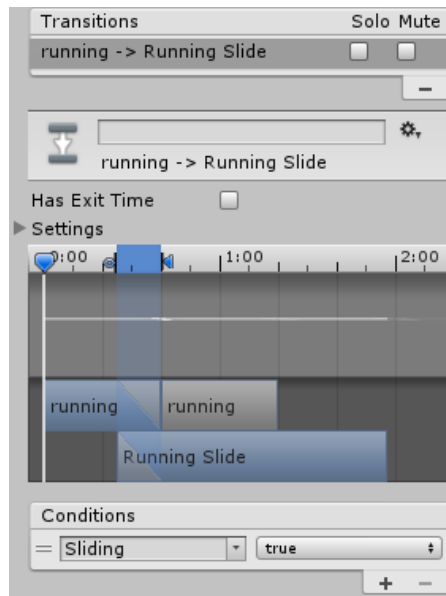 Transitions Solo Mute
running -> Running Slide
running -> Running Slide
Has Exit Time
Settings
0:00 1:00 2:00
running running
Running Slide
Conditions
Sliding true